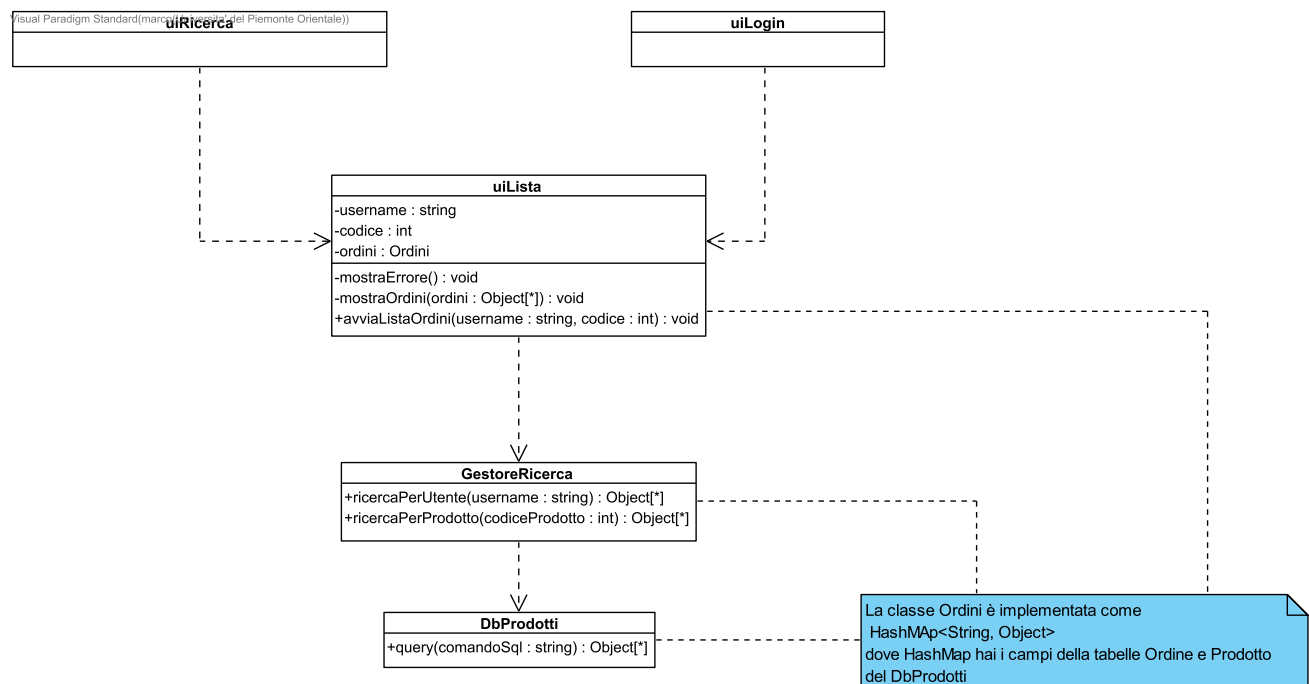 Visual Paradigm Standard(marco(Universita' del Piemonte Orientale))
uiRicerca
uiLogin
uiLista
-username : string
-codice : int
-ordini : Ordini
-mostraErrore() : void
-mostraOrdini(ordini : Object[*]) : void
+avviaListaOrdini(username : string, codice : int) : void
GestoreRicerca
+ricercaPerUtente(username : string) : Object[*]
+ricercaPerProdotto(codiceProdotto : int) : Object[*]
DbProdotti
+query(comandoSql : string) : Object[*]
La classe Ordini è implementata come
HashMAp<String, Object>
dove HashMap hai i campi della tabelle Ordine e Prodotto
del DbProdotti